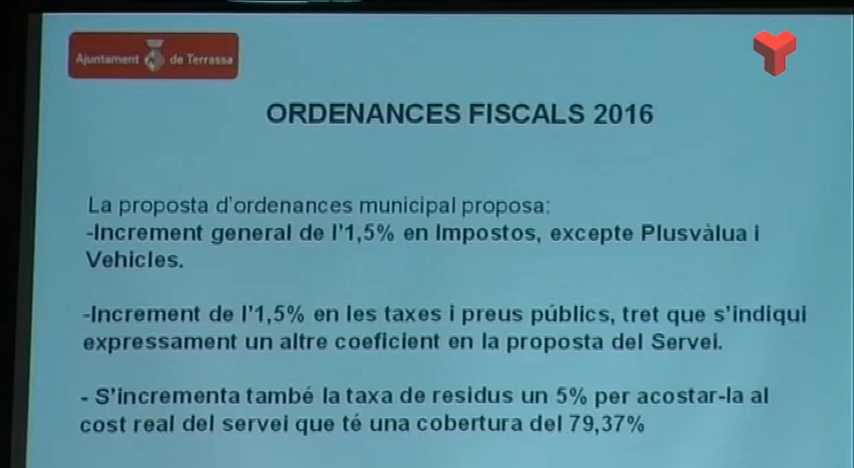 Ajuntament de Terrassa
ORDENANCES FISCALS 2016
La proposta d'ordenances municipal proposa:
-Increment general de l'1,5% en Impostos, excepte Plusvàlua i
Vehicles.
-Increment de l'1,5% en les taxes i preus públics, tret que s'indiqui
expressament un altre coeficient en la proposta del Servei.
- S'incrementa també la taxa de residus un 5% per acostar-la al
cost real del servei que té una cobertura del 79,37%